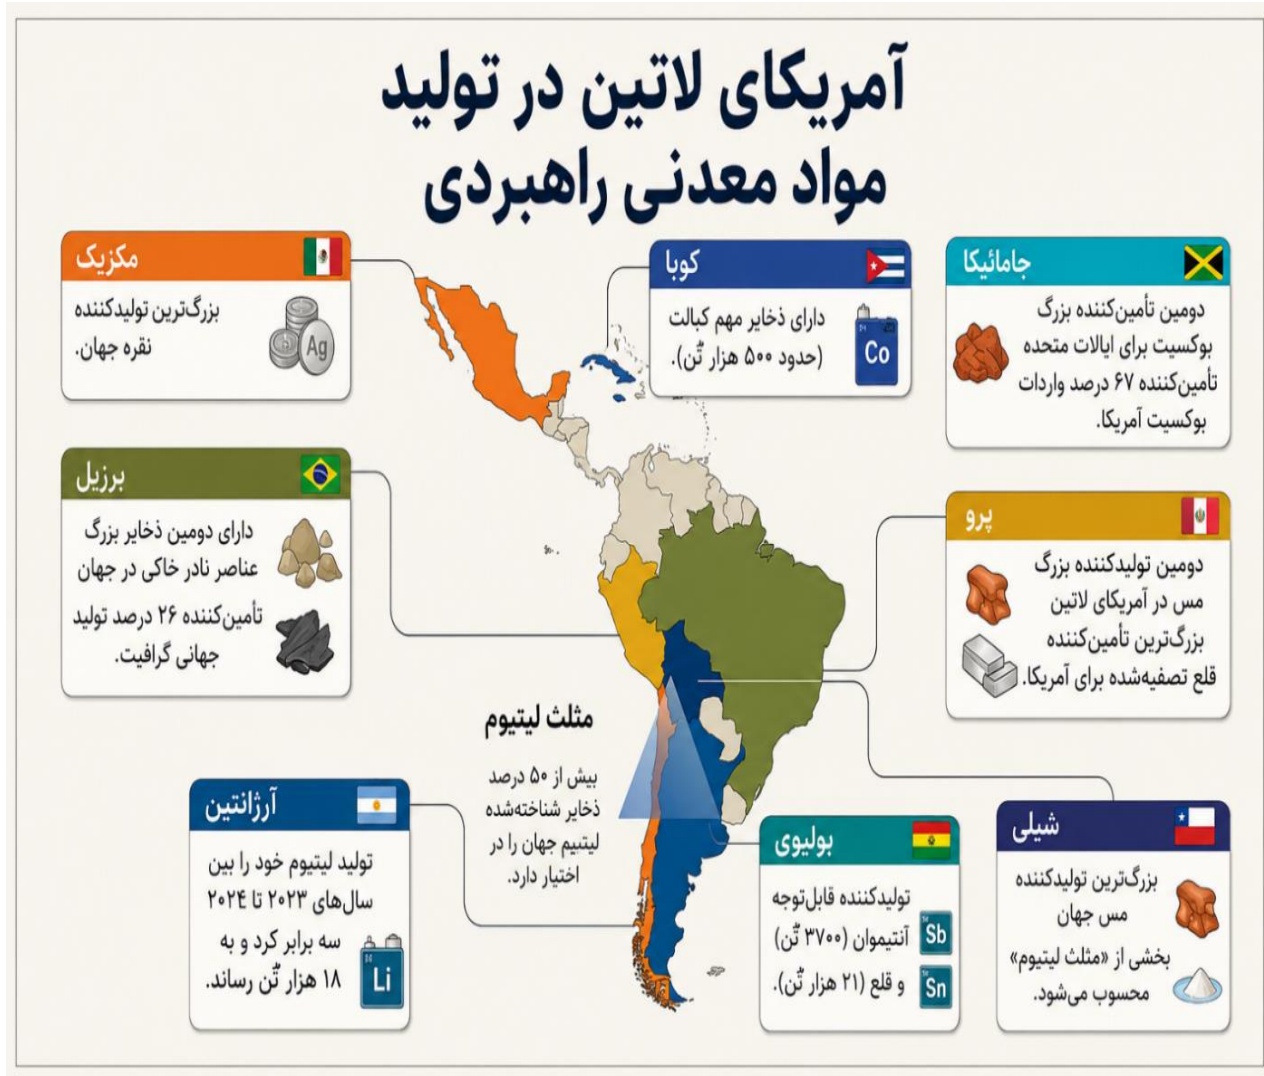 آمریکای لاتین در تولید
مواد معدنی راهبردی
جامائیکا
دومین تأمین‌کننده بزرگ
بوکسیت برای ایالات متحده
تأمین‌کننده ۶۷ درصد واردات
بوکسیت آمریکا.
کوبا
دارای ذخایر مهم کبالت
(حدود ۵۰۰ هزار تُن).
Co
مکزیک
بزرگ‌ترین تولیدکننده
نقره جهان.
Ag
پرو
دومین تولیدکننده بزرگ
مس در آمریکای لاتین
بزرگ‌ترین تأمین‌کننده
قلع تصفیه‌شده برای آمریکا.
برزیل
دارای دومین ذخایر بزرگ
عناصر نادر خاکی در جهان
تأمین‌کننده ۲۶ درصد تولید
جهانی گرافیت.
مثلث لیتیوم
بیش از ۵۰ درصد
ذخایر شناخته‌شده
لیتیم جهان را در
اختیار دارد.
شیلی
بزرگ‌ترین تولیدکننده
مس جهان
بخشی از «مثلث لیتیوم»
محسوب می‌شود.
بولیوی
تولیدکننده قابل‌توجه
آنتیموان (۳۷۰۰ تُن)
و قلع (۲۱ هزار تُن).
Sb
Sn
آرژانتین
تولید لیتیوم خود را بین
سال‌های ۲۰۲۳ تا ۲۰۲۴
سه برابر کرد و به
۱۸ هزار تُن رساند.
Li